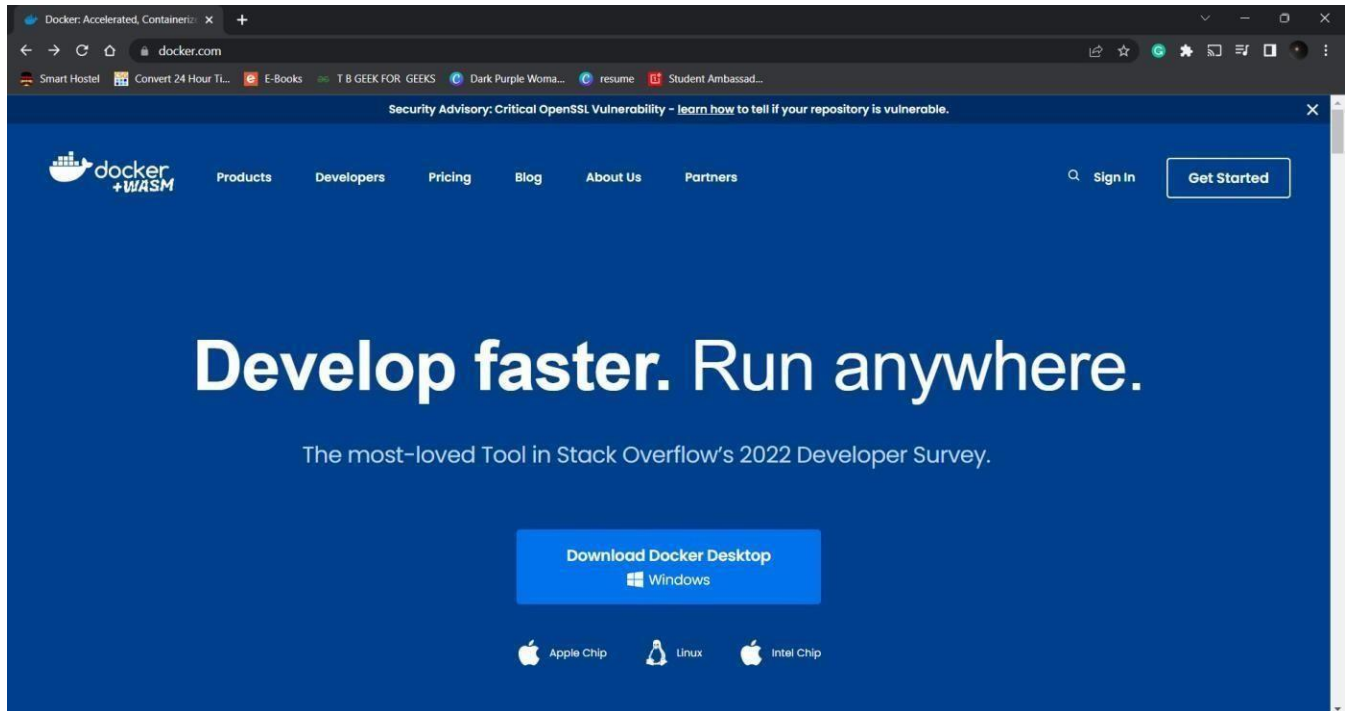 Docker: Accelerated, Containeriz
docker.com
Smart Hostel Convert 24 Hour Ti... E-Books T B GEEK FOR GEEKS Dark Purple Woma... resume Student Ambassad...
Security Advisory: Critical OpenSSL Vulnerability - learn how to tell if your repository is vulnerable.
docker
+WASM
Products Developers Pricing Blog About Us Partners Sign In Get Started
Develop faster. Run anywhere.
The most-loved Tool in Stack Overflow's 2022 Developer Survey.
Download Docker Desktop
Windows
Apple Chip Linux Intel Chip